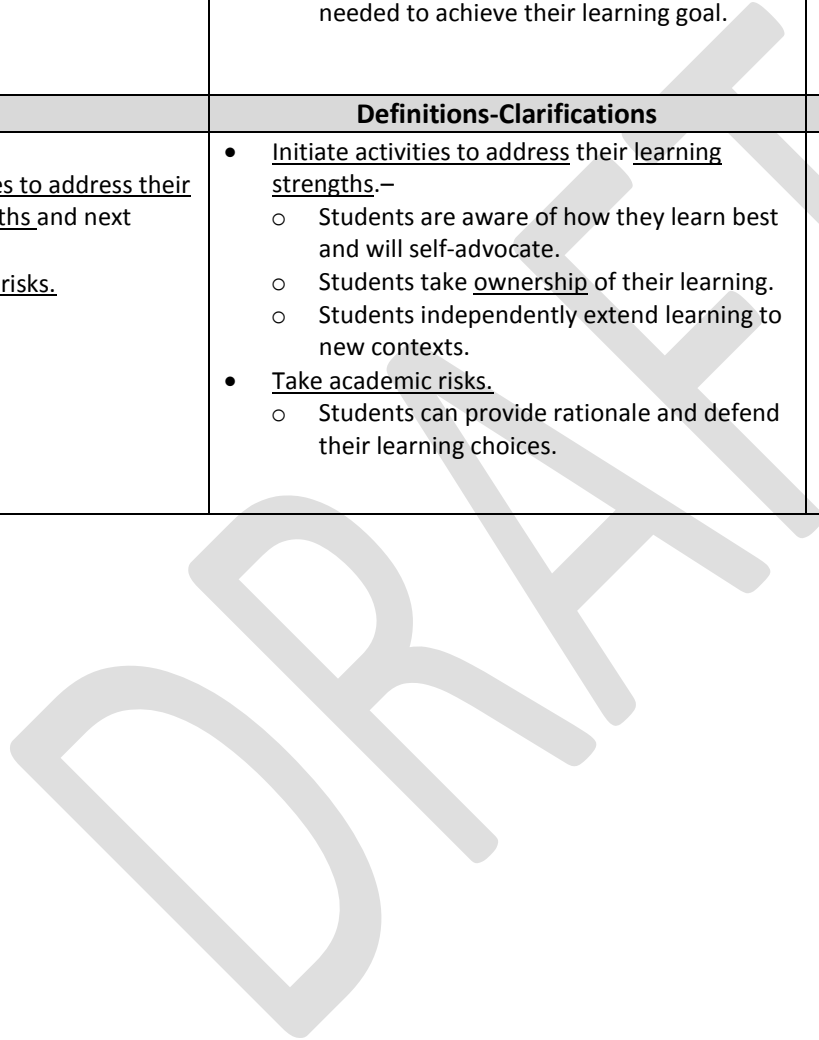 needed to achieve their learning goal.
Definitions-Clarifications
es to address their
ths and next
risks.
• Initiate activities to address their learning
strengths.–
o Students are aware of how they learn best
and will self-advocate.
o Students take ownership of their learning.
o Students independently extend learning to
new contexts.
• Take academic risks.
o Students can provide rationale and defend
their learning choices.
DRAFT